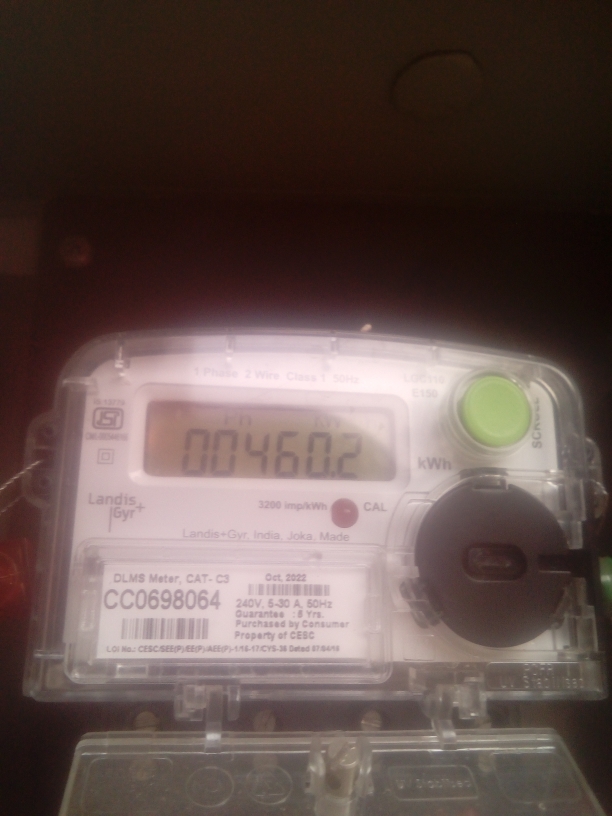 1 Phase 2 Wire Class 1 50Hz
E150
SCROLL
00460.2
kWh
3200 imp/kWh
CAL
Landis
Gyr+
Landis+Gyr, India, Joka, Made
DLMS Meter, CAT- C3
Oct, 2022
CC0698064
240V, 5-30 A, 50Hz
Guarantee : 5 Yrs.
Purchased by Consumer
Property of CESC